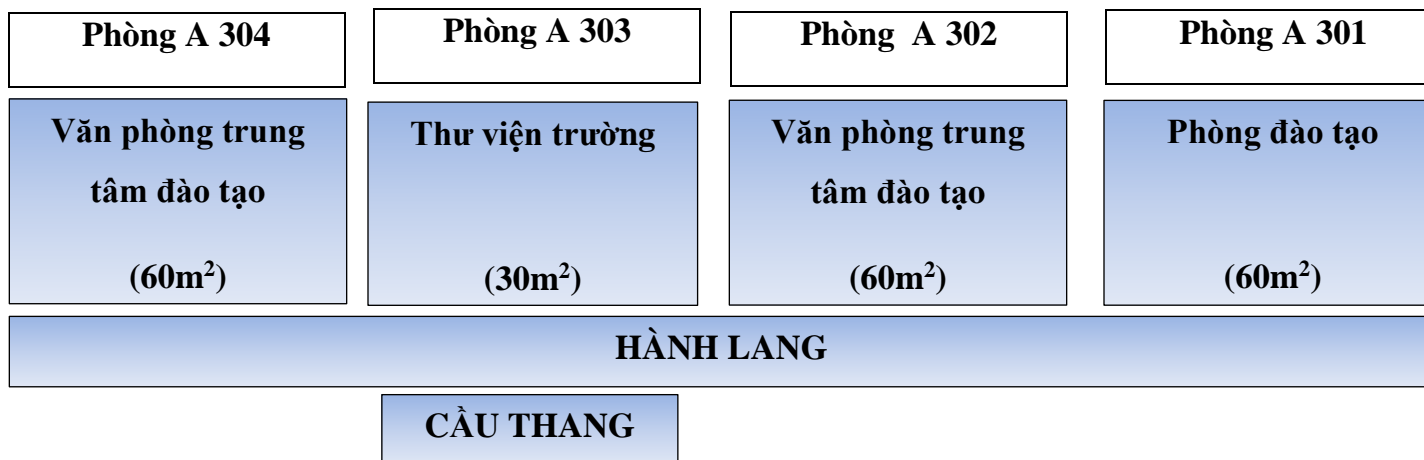 Phòng A 304
Phòng A 303
Phòng A 302
Phòng A 301
Văn phòng trung
tâm đào tạo
(60m²)
Thư viện trường
(30m²)
Văn phòng trung
tâm đào tạo
(60m²)
Phòng đào tạo
(60m²)
HÀNH LANG
CẦU THANG